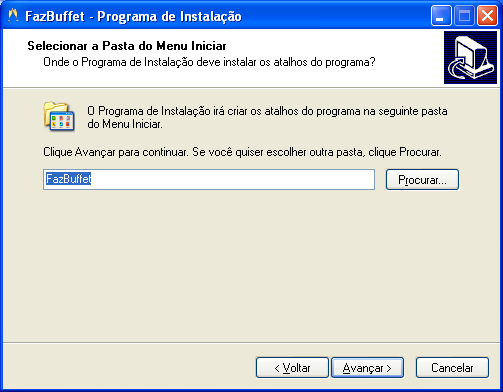 FazBuffet - Programa de Instalação
Selecionar a Pasta do Menu Iniciar
Onde o Programa de Instalação deve instalar os atalhos do programa?
O Programa de Instalação irá criar os atalhos do programa na seguinte pasta
do Menu Iniciar.
Clique Avançar para continuar. Se você quiser escolher outra pasta, clique Procurar.
FazBuffet
Procurar...
< Voltar
Avançar >
Cancelar